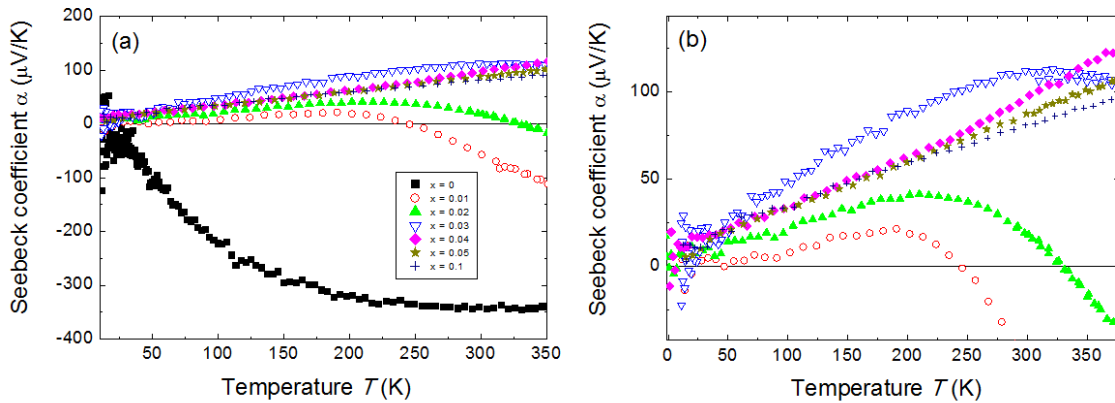 (a)
Seebeck coefficient α (μV/K)
200
100
0
-100
-200
-300
-400
50
100
150
200
250
300
350
Temperature T (K)
x = 0
x = 0.01
x = 0.02
x = 0.03
x = 0.04
x = 0.05
x = 0.1
(b)
Seebeck coefficient α (μV/K)
100
50
0
0
50
100
150
200
250
300
350
Temperature T (K)